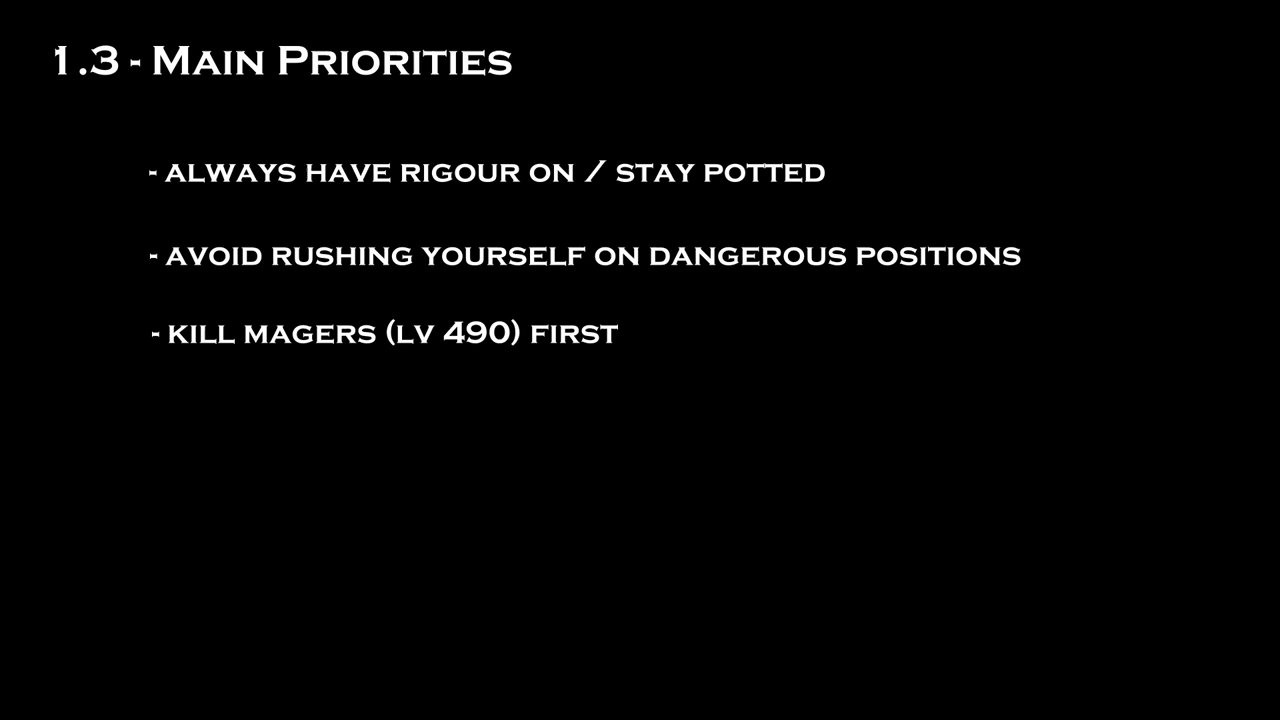 1.3 - Main Priorities
- always have rigour on / stay potted
- avoid rushing yourself on dangerous positions
- kill magers (lv 490) first